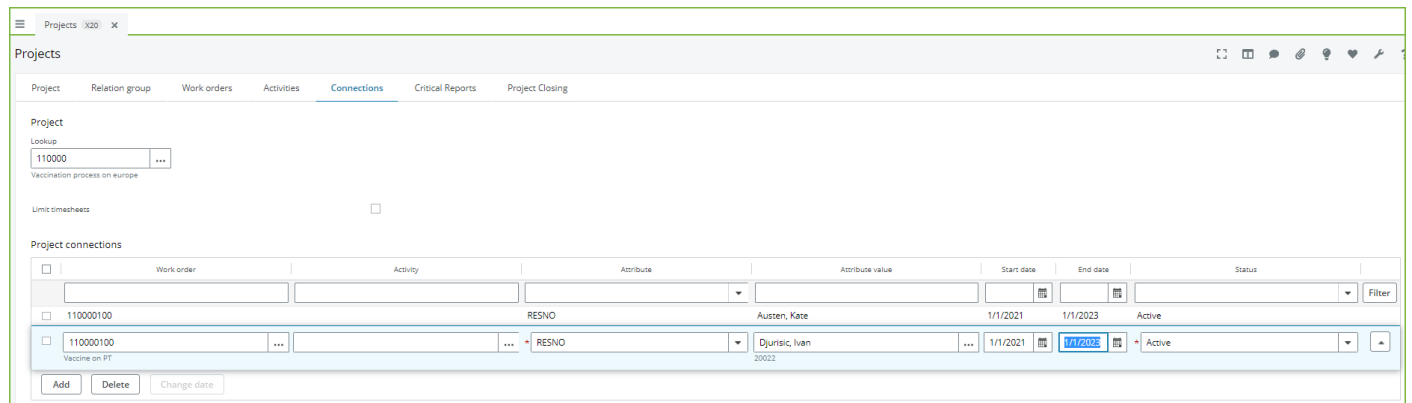 Projects X20
Projects
Project Relation group Work orders Activities Connections Critical Reports Project Closing
Project
Lookup
110000 ...
Vaccination process on europe
Limit timesheets
Project connections
Work order Activity Attribute Attribute value Start date End date Status
Filter
110000100 RESNO Austen, Kate 1/1/2021 1/1/2023 Active
110000100 ... ... * RESNO Djurisic, Ivan ... 1/1/2021 1/1/2023 * Active
Vaccine on PT 20022
Add Delete Change date